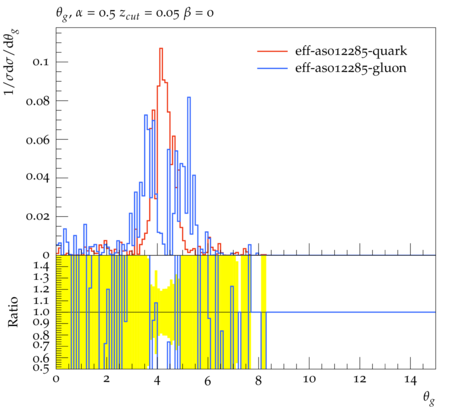 θg, α = 0.5 zcut = 0.05 β = 0
1/σdσ/dθg
eff-aso12285-quark
eff-aso12285-gluon
0.1
0.08
0.06
0.04
0.02
0
Ratio
1.4
1.3
1.2
1.1
1.0
0.9
0.8
0.7
0.6
0.5
0 2 4 6 8 10 12 14
θg